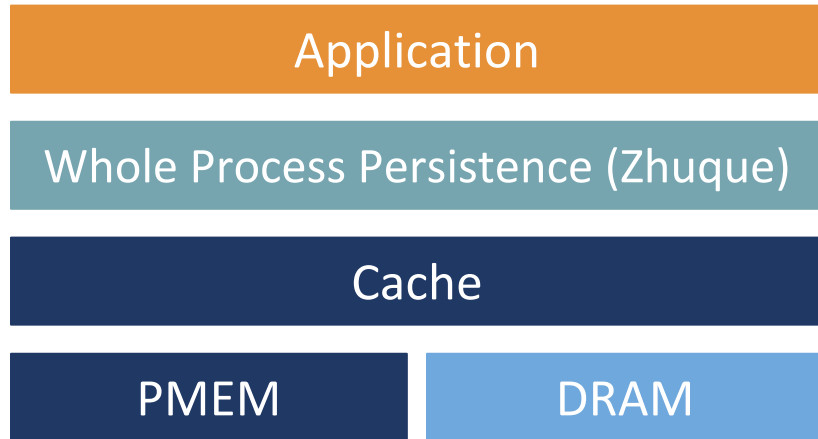 Application
Whole Process Persistence (Zhuque)
Cache
PMEM
DRAM